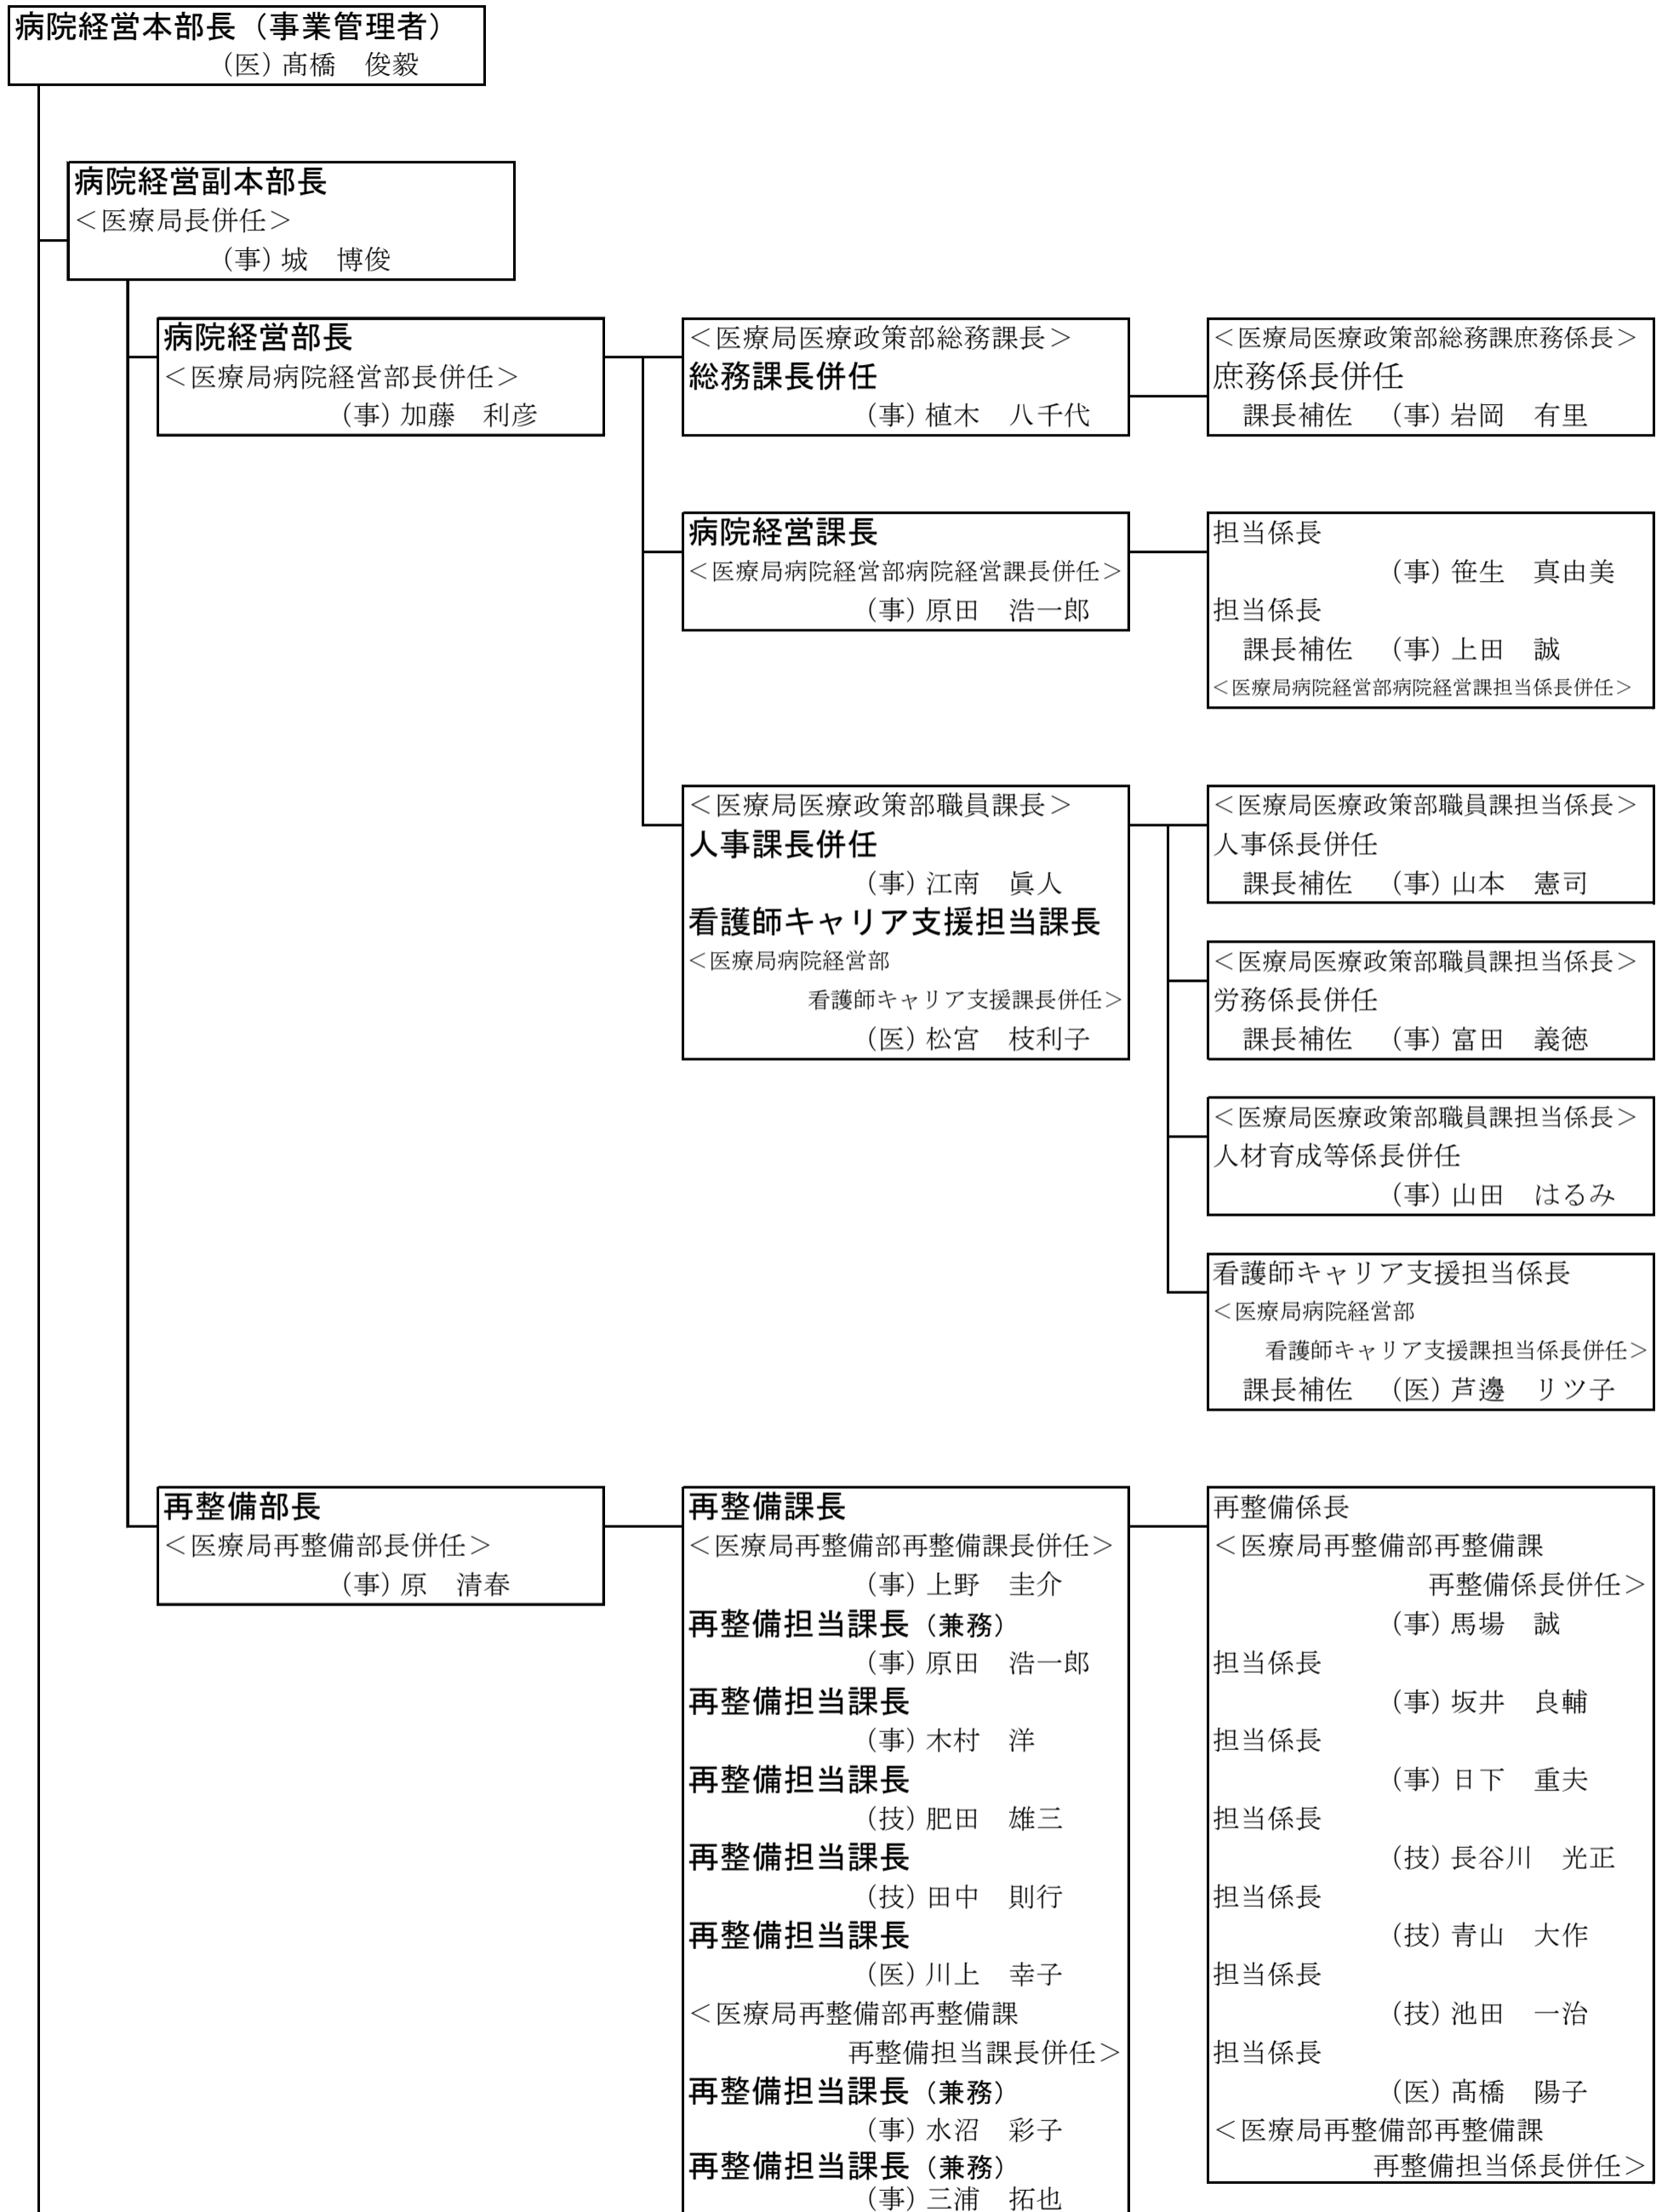 病院経営本部長（事業管理者）
（医）髙橋　俊毅
病院経営副本部長
＜医療局長併任＞
（事）城　博俊
病院経営部長
＜医療局病院経営部長併任＞
（事）加藤　利彦
＜医療局医療政策部総務課長＞
総務課長併任
（事）植木　八千代
＜医療局医療政策部総務課庶務係長＞
庶務係長併任
課長補佐　（事）岩岡　有里
病院経営課長
＜医療局病院経営部病院経営課長併任＞
（事）原田　浩一郎
担当係長
（事）笹生　真由美
担当係長
課長補佐　（事）上田　誠
＜医療局病院経営部病院経営課担当係長併任＞
＜医療局医療政策部職員課長＞
人事課長併任
（事）江南　眞人
看護師キャリア支援担当課長
＜医療局病院経営部
看護師キャリア支援課長併任＞
（医）松宮　枝利子
＜医療局医療政策部職員課担当係長＞
人事係長併任
課長補佐　（事）山本　憲司
＜医療局医療政策部職員課担当係長＞
労務係長併任
課長補佐　（事）富田　義徳
＜医療局医療政策部職員課担当係長＞
人材育成等係長併任
（事）山田　はるみ
看護師キャリア支援担当係長
＜医療局病院経営部
看護師キャリア支援課担当係長併任＞
課長補佐　（医）芦邊　リツ子
再整備部長
＜医療局再整備部長併任＞
（事）原　清春
再整備課長
＜医療局再整備部再整備課長併任＞
（事）上野　圭介
再整備担当課長（兼務）
（事）原田　浩一郎
再整備担当課長
（事）木村　洋
再整備担当課長
（技）肥田　雄三
再整備担当課長
（技）田中　則行
再整備担当課長
（医）川上　幸子
＜医療局再整備部再整備課
再整備担当課長併任＞
再整備担当課長（兼務）
（事）水沼　彩子
再整備担当課長（兼務）
（事）三浦　拓也
再整備係長
＜医療局再整備部再整備課
再整備係長併任＞
（事）馬場　誠
担当係長
（事）坂井　良輔
担当係長
（事）日下　重夫
担当係長
（技）長谷川　光正
担当係長
（技）青山　大作
担当係長
（技）池田　一治
担当係長
（医）髙橋　陽子
＜医療局再整備部再整備課
再整備担当係長併任＞